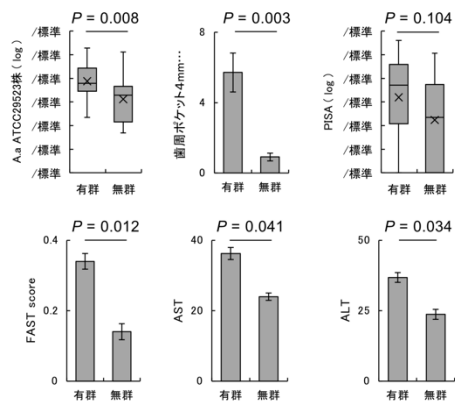 P = 0.008
A.a ATCC29523株（log）
/標準
/標準
/標準
/標準
/標準
/標準
/標準
有群 無群
P = 0.003
歯周ポケット4mm…
8
4
0
有群 無群
P = 0.104
PISA（log）
/標準
/標準
/標準
/標準
/標準
/標準
/標準
有群 無群
P = 0.012
FAST score
0.4
0.2
0
有群 無群
P = 0.041
AST
40
20
0
有群 無群
P = 0.034
ALT
50
25
0
有群 無群